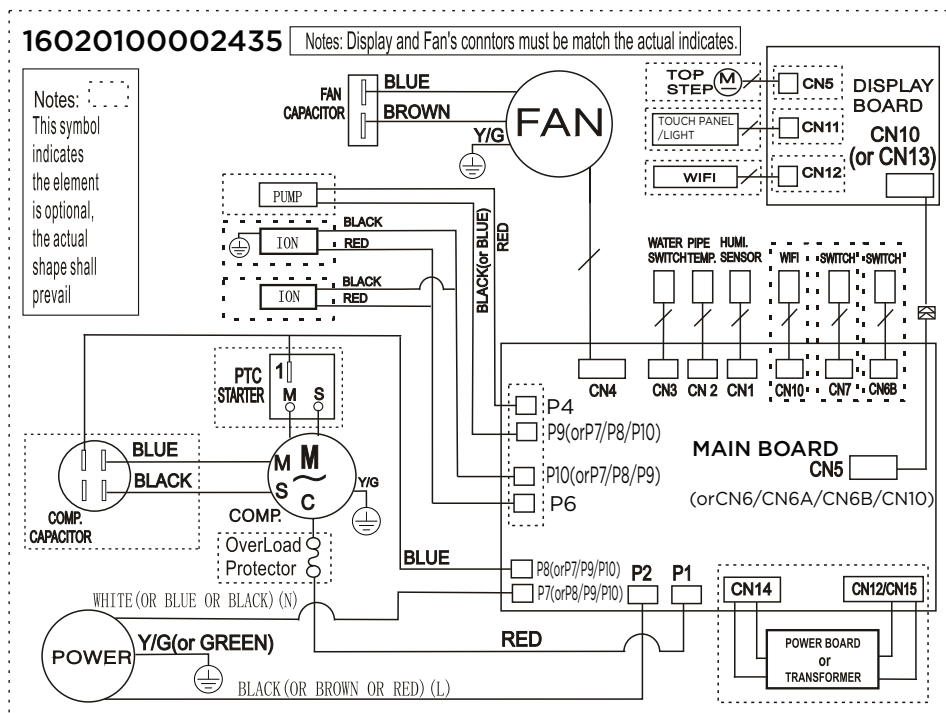 16020100002435
Notes: Display and Fan's conntors must be match the actual indicates.
Notes:
This symbol
indicates
the element
is optional,
the actual
shape shall
prevail
FAN
CAPACITOR
BLUE
BROWN
Y/G
FAN
TOP
STEP
M
CN5
TOUCH PANEL
/LIGHT
CN11
WIFI
CN12
DISPLAY
BOARD
CN10
(or CN13)
PUMP
ION
BLACK
RED
ION
BLACK
RED
BLACK(or BLUE)
RED
WATER
SWITCH
PIPE
TEMP.
HUMI.
SENSOR
WIFI
SWITCH
SWITCH
CN4
CN3
CN 2
CN1
CN10
CN7
CN6B
PTC
STARTER
1
M
S
P4
P9(orP7/P8/P10)
P10(orP7/P8/P9)
P6
MAIN BOARD
CN5
(orCN6/CN6A/CN6B/CN10)
BLUE
BLACK
COMP.
CAPACITOR
M
M
~
S
C
Y/G
COMP.
OverLoad
Protector
BLUE
P8(orP7/P9/P10)
P7(orP8/P9/P10)
P2
P1
CN14
CN12/CN15
POWER BOARD
or
TRANSFORMER
WHITE(OR BLUE OR BLACK)(N)
RED
POWER
Y/G(or GREEN)
BLACK(OR BROWN OR RED)(L)